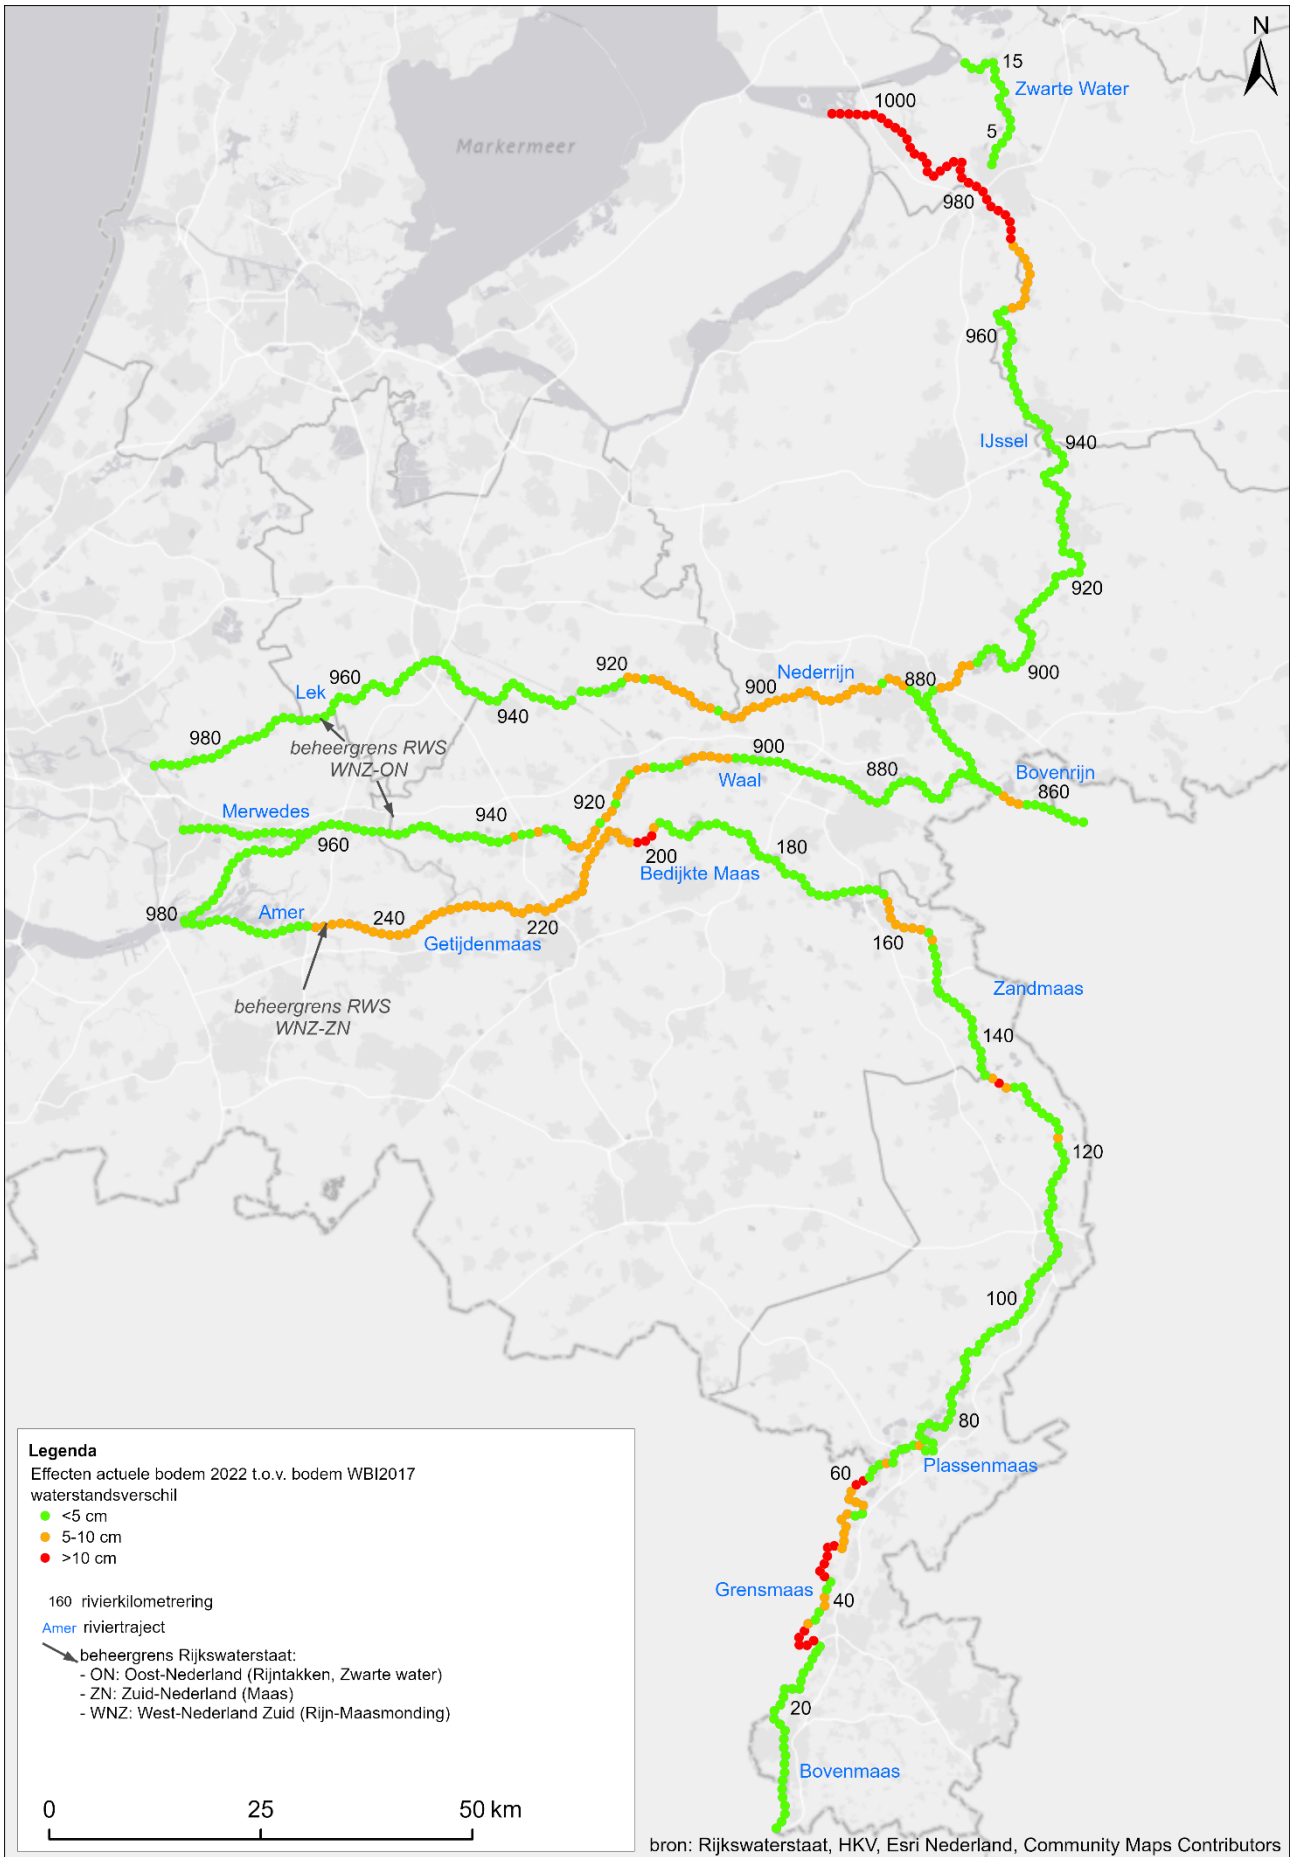 N
15
Zwarte Water
1000
5
Markermeer
980
960
IJssel
940
920
900
920
Nederrijn
880
960
Lek
900
940
980
beheergrens RWS
WNZ-ON
900
Waal
880
Bovenrijn
860
Merwedes
940
920
960
200
180
Bedijkte Maas
980
Amer
240
220
Getijdenmaas
160
beheergrens RWS
WNZ-ZN
Zandmaas
140
120
100
80
Plassenmaas
60
Grensmaas
40
20
Bovenmaas
Legenda
Effecten actuele bodem 2022 t.o.v. bodem WBI2017
waterstandsverschil
<5 cm
5-10 cm
>10 cm
160 rivierkilometrering
Amer riviertraject
beheergrens Rijkswaterstaat:
- ON: Oost-Nederland (Rijntakken, Zwarte water)
- ZN: Zuid-Nederland (Maas)
- WNZ: West-Nederland Zuid (Rijn-Maasmonding)
0 25 50 km
bron: Rijkswaterstaat, HKV, Esri Nederland, Community Maps Contributors